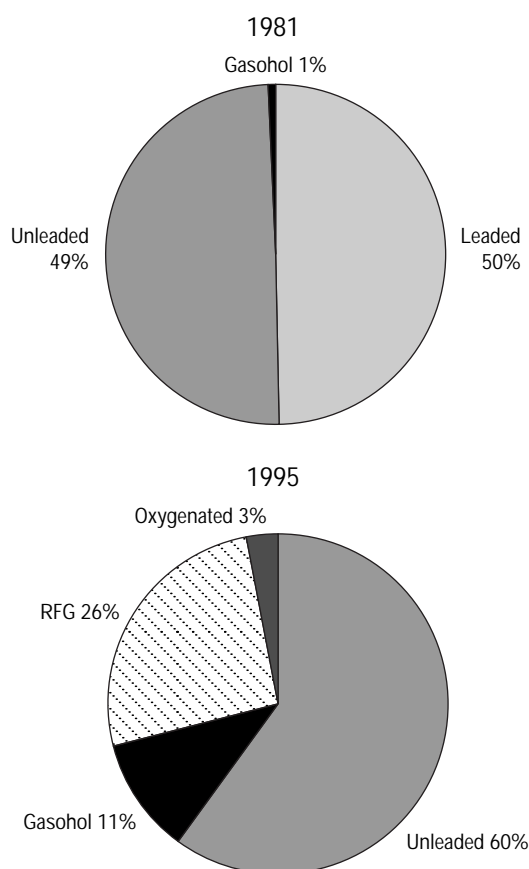 1981
Gasohol 1%
Unleaded
49%
Leaded
50%
1995
Oxygenated 3%
RFG 26%
Gasohol 11%
Unleaded 60%